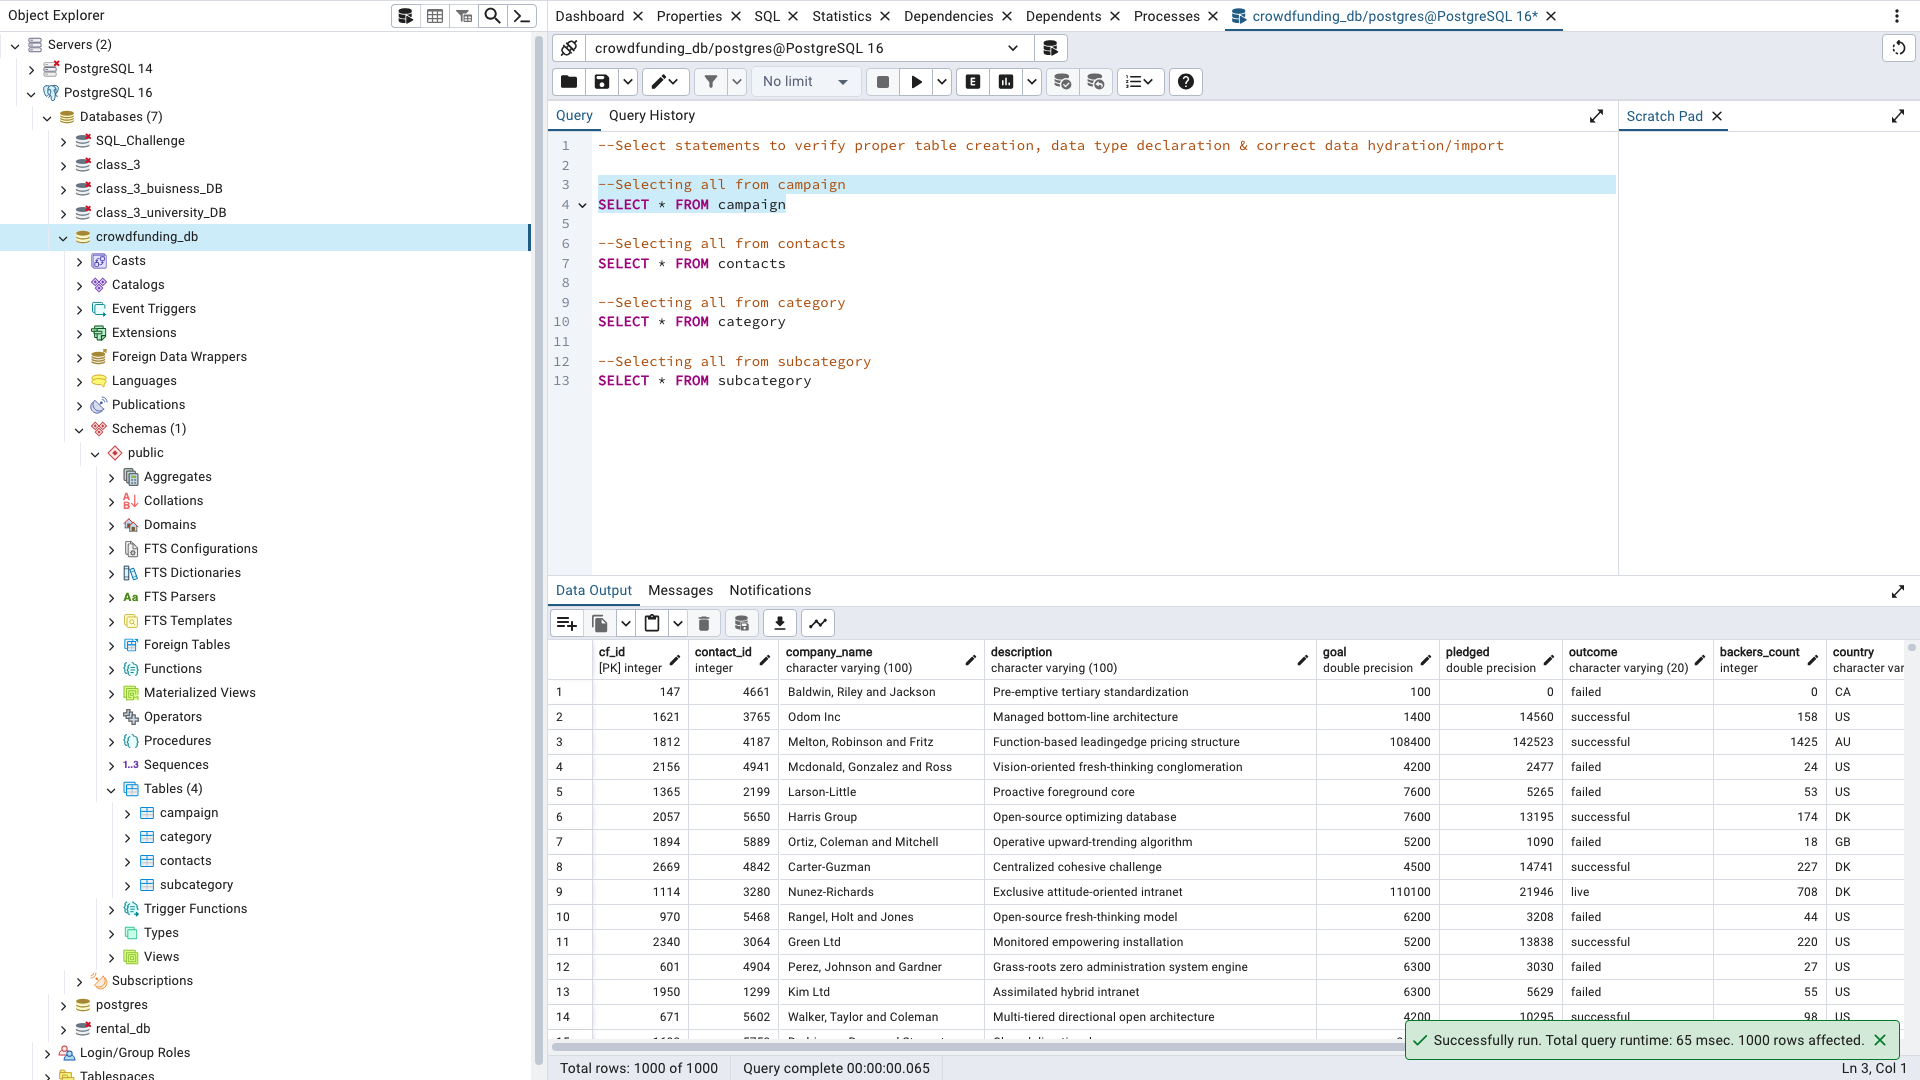 Object Explorer
Servers (2)
PostgreSQL 14
PostgreSQL 16
Databases (7)
SQL_Challenge
class_3
class_3_buisness_DB
class_3_university_DB
crowdfunding_db
Casts
Catalogs
Event Triggers
Extensions
Foreign Data Wrappers
Languages
Publications
Schemas (1)
public
Aggregates
Collations
Domains
FTS Configurations
FTS Dictionaries
Aa FTS Parsers
FTS Templates
Foreign Tables
Functions
Materialized Views
Operators
Procedures
1..3 Sequences
Tables (4)
campaign
category
contacts
subcategory
Trigger Functions
Types
Views
Subscriptions
postgres
rental_db
Login/Group Roles
Tablespaces
Dashboard Properties SQL Statistics Dependencies Dependents Processes crowdfunding_db/postgres@PostgreSQL 16*
crowdfunding_db/postgres@PostgreSQL 16
No limit E
Query Query History
Scratch Pad
1 --Select statements to verify proper table creation, data type declaration & correct data hydration/import
2
3 --Selecting all from campaign
4 SELECT * FROM campaign
5
6 --Selecting all from contacts
7 SELECT * FROM contacts
8
9 --Selecting all from category
10 SELECT * FROM category
11
12 --Selecting all from subcategory
13 SELECT * FROM subcategory
Data Output Messages Notifications
cf_id contact_id company_name description goal pledged outcome backers_count country
[PK] integer integer character varying (100) character varying (100) double precision double precision character varying (20) integer character var
1 147 4661 Baldwin, Riley and Jackson Pre-emptive tertiary standardization 100 0 failed 0 CA
2 1621 3765 Odom Inc Managed bottom-line architecture 1400 14560 successful 158 US
3 1812 4187 Melton, Robinson and Fritz Function-based leadingedge pricing structure 108400 142523 successful 1425 AU
4 2156 4941 Mcdonald, Gonzalez and Ross Vision-oriented fresh-thinking conglomeration 4200 2477 failed 24 US
5 1365 2199 Larson-Little Proactive foreground core 7600 5265 failed 53 US
6 2057 5650 Harris Group Open-source optimizing database 7600 13195 successful 174 DK
7 1894 5889 Ortiz, Coleman and Mitchell Operative upward-trending algorithm 5200 1090 failed 18 GB
8 2669 4842 Carter-Guzman Centralized cohesive challenge 4500 14741 successful 227 DK
9 1114 3280 Nunez-Richards Exclusive attitude-oriented intranet 110100 21946 live 708 DK
10 970 5468 Rangel, Holt and Jones Open-source fresh-thinking model 6200 3208 failed 44 US
11 2340 3064 Green Ltd Monitored empowering installation 5200 13838 successful 220 US
12 601 4904 Perez, Johnson and Gardner Grass-roots zero administration system engine 6300 3030 failed 27 US
13 1950 1299 Kim Ltd Assimilated hybrid intranet 6300 5629 failed 55 US
14 671 5602 Walker, Taylor and Coleman Multi-tiered directional open architecture 4200 10295 successful 98 US
Successfully run. Total query runtime: 65 msec. 1000 rows affected.
Total rows: 1000 of 1000 Query complete 00:00:00.065 Ln 3, Col 1